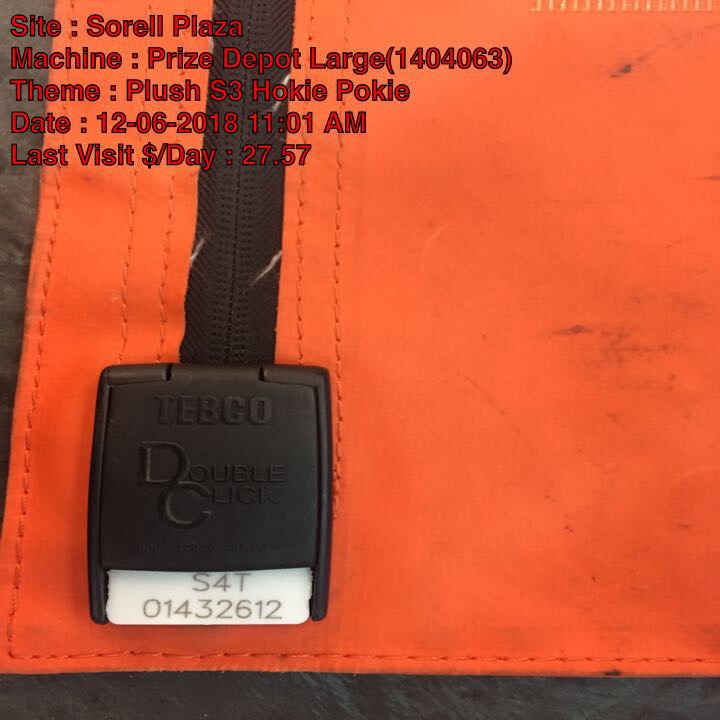 Site : Sorell Plaza
Machine : Prize Depot Large(1404063)
Theme : Plush S3 Hokie Pokie
Date : 12-06-2018 11:01 AM
Last Visit $/Day : 27.57
TEBCO
DOUBLE
CLICK
S4T
01432612